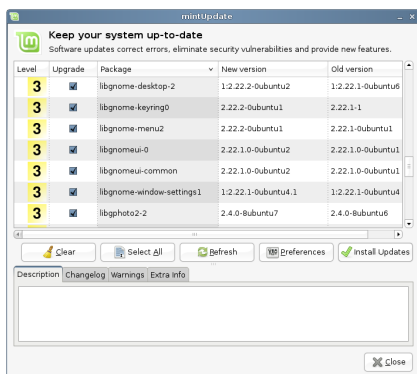 mintUpdate
Keep your system up-to-date
Software updates correct errors, eliminate security vulnerabilities and provide new features.
Level Upgrade Package New version Old version
3 libgnome-desktop-2 1:2.22.2-0ubuntu2 1:2.22.1-0ubuntu6
3 libgnome-keyring0 2.22.2-0ubuntu1 2.22.1-1
3 libgnome-menu2 2.22.2-0ubuntu1 2.22.1-0ubuntu1
3 libgnomeui-0 2.22.1.0-0ubuntu2 2.22.1.0-0ubuntu1
3 libgnomeui-common 2.22.1.0-0ubuntu2 2.22.1.0-0ubuntu1
3 libgnome-window-settings1 1:2.22.1-0ubuntu4.1 1:2.22.1-0ubuntu4
3 libgphoto2-2 2.4.0-8ubuntu7 2.4.0-8ubuntu6
Clear Select All Refresh Preferences Install Updates
Description Changelog Warnings Extra Info
Close